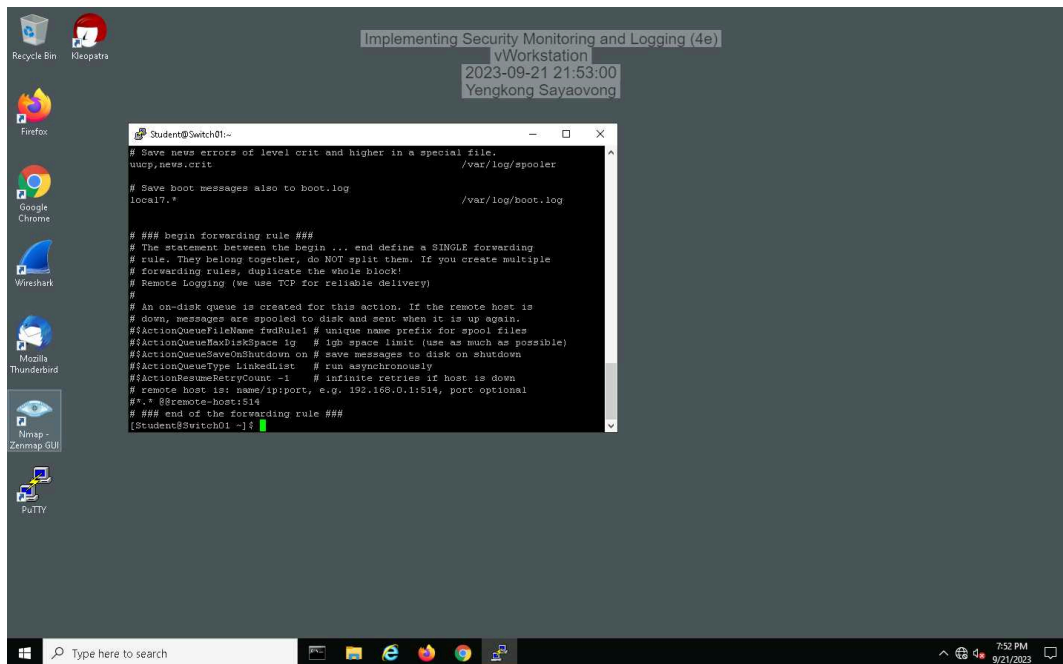 Implementing Security Monitoring and Logging (4e)
vWorkstation
2023-09-21 21:53:00
Yengkong Sayaovong
Recycle Bin
Kleopatra
Firefox
Google
Chrome
Wireshark
Mozilla
Thunderbird
Nmap -
Zenmap GUI
PuTTY
Student@Switch01:~
# Save news errors of level crit and higher in a special file.
uucp,news.crit /var/log/spooler
# Save boot messages also to boot.log
local7.* /var/log/boot.log
# ### begin forwarding rule ###
# The statement between the begin ... end define a SINGLE forwarding
# rule. They belong together, do NOT split them. If you create multiple
# forwarding rules, duplicate the whole block!
# Remote Logging (we use TCP for reliable delivery)
#
# An on-disk queue is created for this action. If the remote host is
# down, messages are spooled to disk and sent when it is up again.
#$ActionQueueFileName fwdRule1 # unique name prefix for spool files
#$ActionQueueMaxDiskSpace 1g # 1gb space limit (use as much as possible)
#$ActionQueueSaveOnShutdown on # save messages to disk on shutdown
#$ActionQueueType LinkedList # run asynchronously
#$ActionResumeRetryCount -1 # infinite retries if host is down
# remote host is: name/ip:port, e.g. 192.168.0.1:514, port optional
#*.* @@remote-host:514
# ### end of the forwarding rule ###
[Student@Switch01 ~]$
Type here to search
7:52 PM
9/21/2023